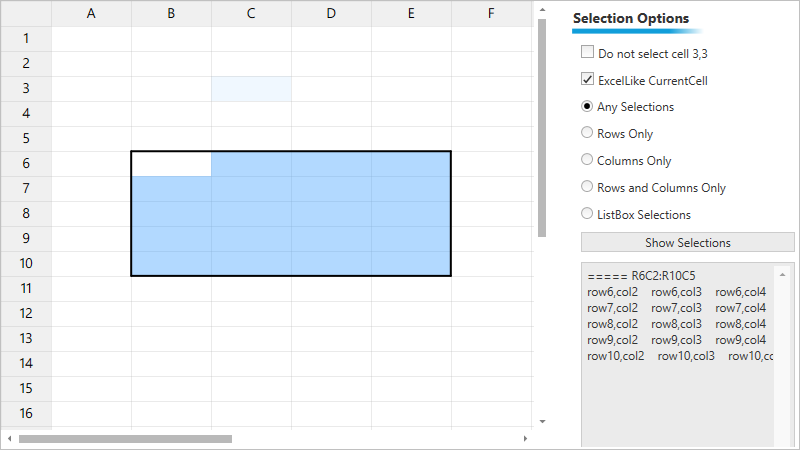 A B C D E F
1
2
3
4
5
6
7
8
9
10
11
12
13
14
15
16
Selection Options
Do not select cell 3,3
ExcelLike CurrentCell
Any Selections
Rows Only
Columns Only
Rows and Columns Only
ListBox Selections
Show Selections
===== R6C2:R10C5
row6,col2 row6,col3 row6,col4
row7,col2 row7,col3 row7,col4
row8,col2 row8,col3 row8,col4
row9,col2 row9,col3 row9,col4
row10,col2 row10,col3 row10,cc